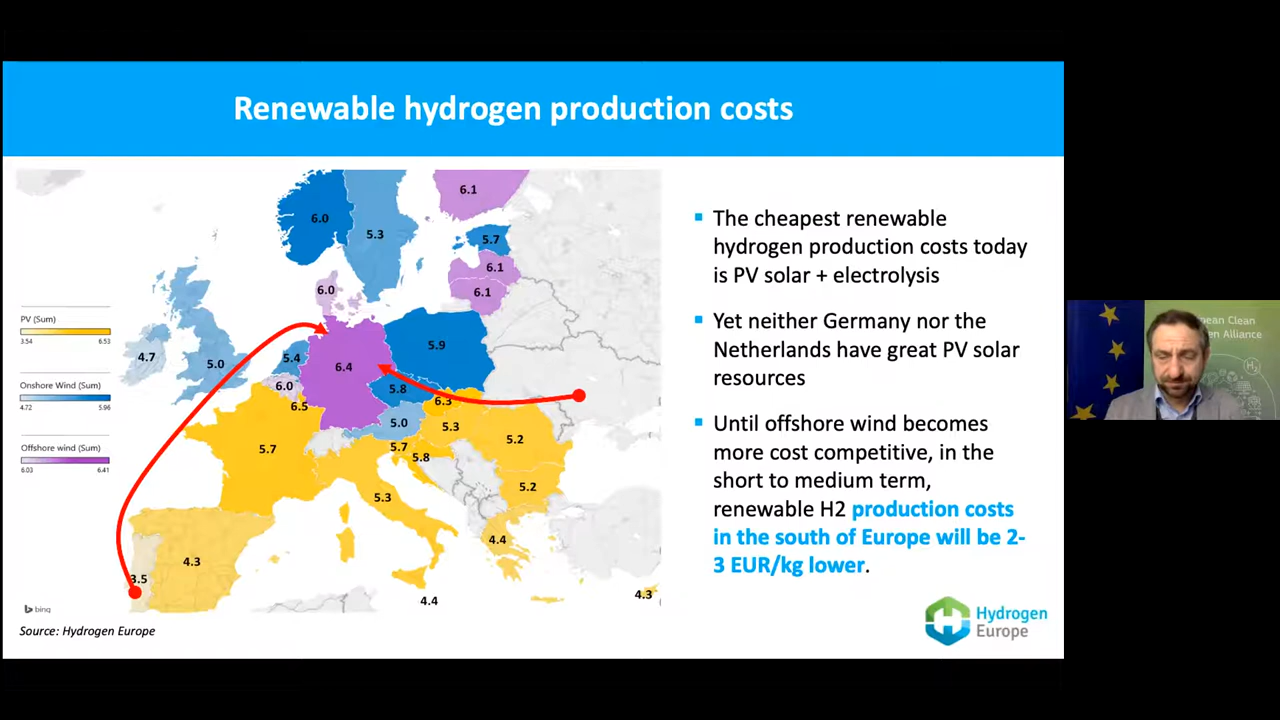 Renewable hydrogen production costs
6.1
6.0
5.3
5.7
6.1
6.0
6.1
PV (Sum)
3.54 6.53
4.7
5.0
5.4
6.4
5.9
Onshore Wind (Sum)
4.72 5.96
6.0
5.8
6.5
6.3
5.0
5.3
5.2
Offshore wind (Sum)
6.03 6.41
5.7
5.7
5.8
5.3
5.2
4.4
4.3
3.5
4.4
4.3
bing
Source: Hydrogen Europe
The cheapest renewable
hydrogen production costs today
is PV solar + electrolysis
Yet neither Germany nor the
Netherlands have great PV solar
resources
Until offshore wind becomes
more cost competitive, in the
short to medium term,
renewable H2 production costs
in the south of Europe will be 2-
3 EUR/kg lower.
Hydrogen
Europe
pean Clean
en Alliance
H2